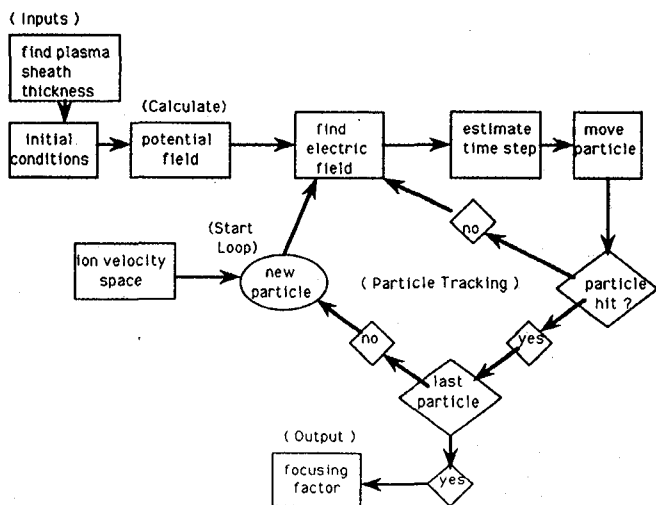 ( Inputs )
find plasma
sheath
thickness
(Calculate)
initial
conditions
potential
field
find
electric
field
estimate
time step
move
particle
no
(Start
Loop)
ion velocity
space
new
particle
( Particle Tracking )
particle
hit ?
no
yes
last
particle
( Output )
focusing
factor
yes